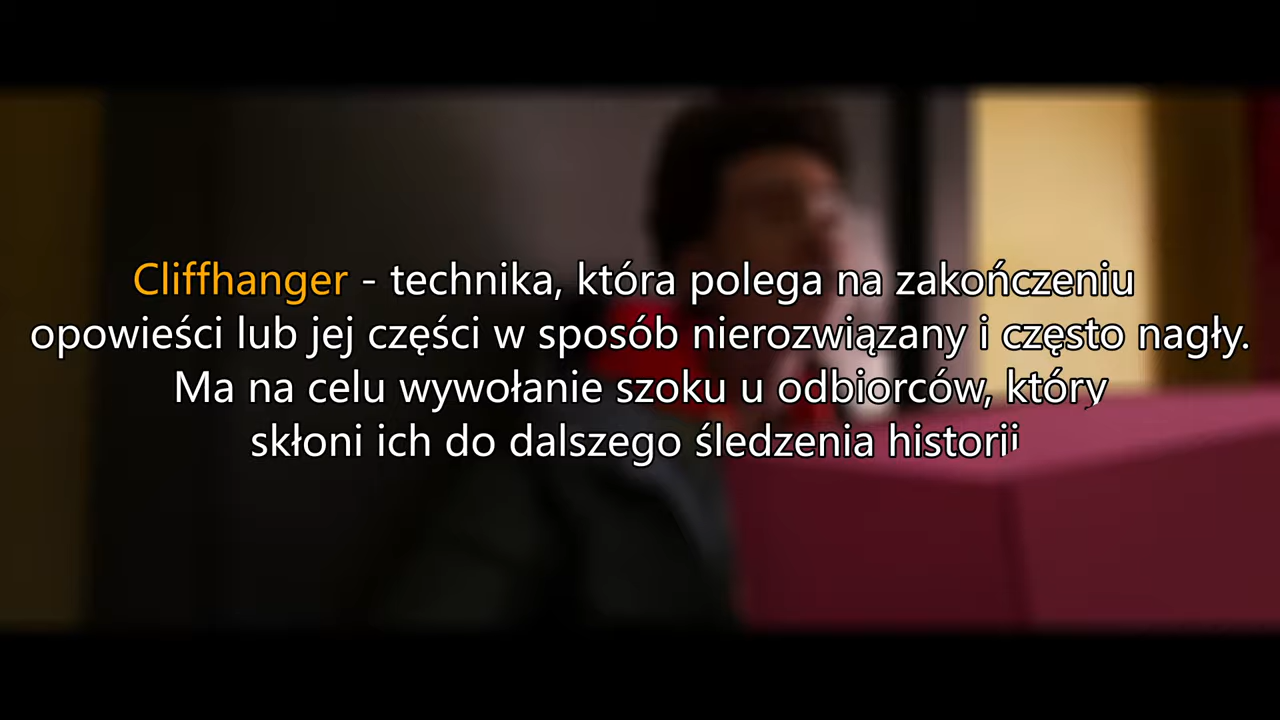 Cliffhanger - technika, która polega na zakończeniu
opowieści lub jej części w sposób nierozwiązany i często nagły.
Ma na celu wywołanie szoku u odbiorców, który
skłoni ich do dalszego śledzenia historii